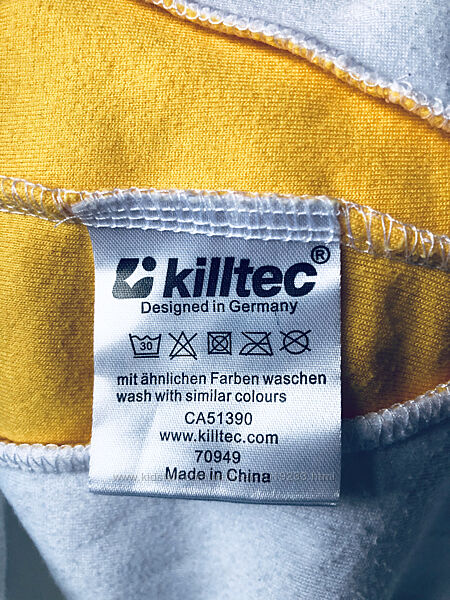 killtec®
Designed in Germany
30
mit ähnlichen Farben waschen
wash with similar colours
CA51390
www.killtec.com
70949
Made in China